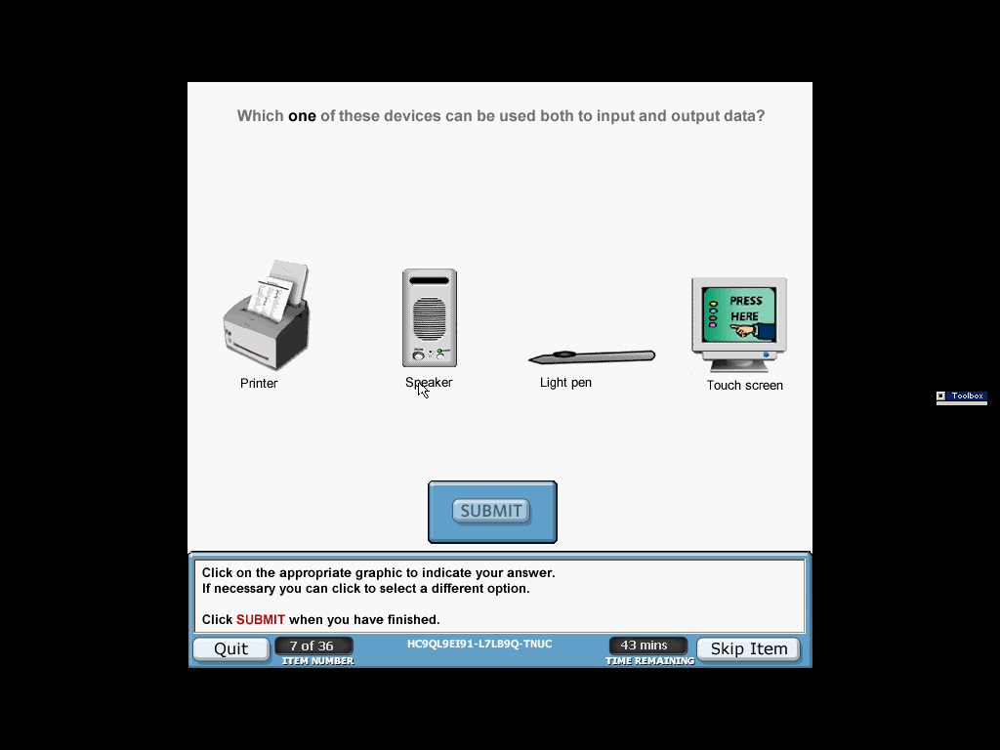 Which one of these devices can be used both to input and output data?
PRESS
HERE
Printer
Speaker
Light pen
Touch screen
Toolbox
SUBMIT
Click on the appropriate graphic to indicate your answer.
If necessary you can click to select a different option.
Click SUBMIT when you have finished.
Quit
7 of 36
ITEM NUMBER
HC9QL9EI91-L7LB9Q-TNUC
43 mins
TIME REMAINING
Skip Item